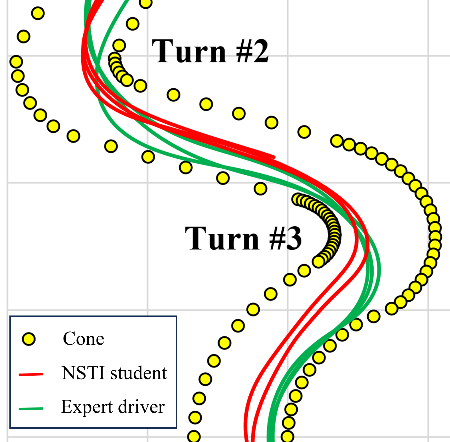 Turn #2
Turn #3
Cone
NSTI student
Expert driver